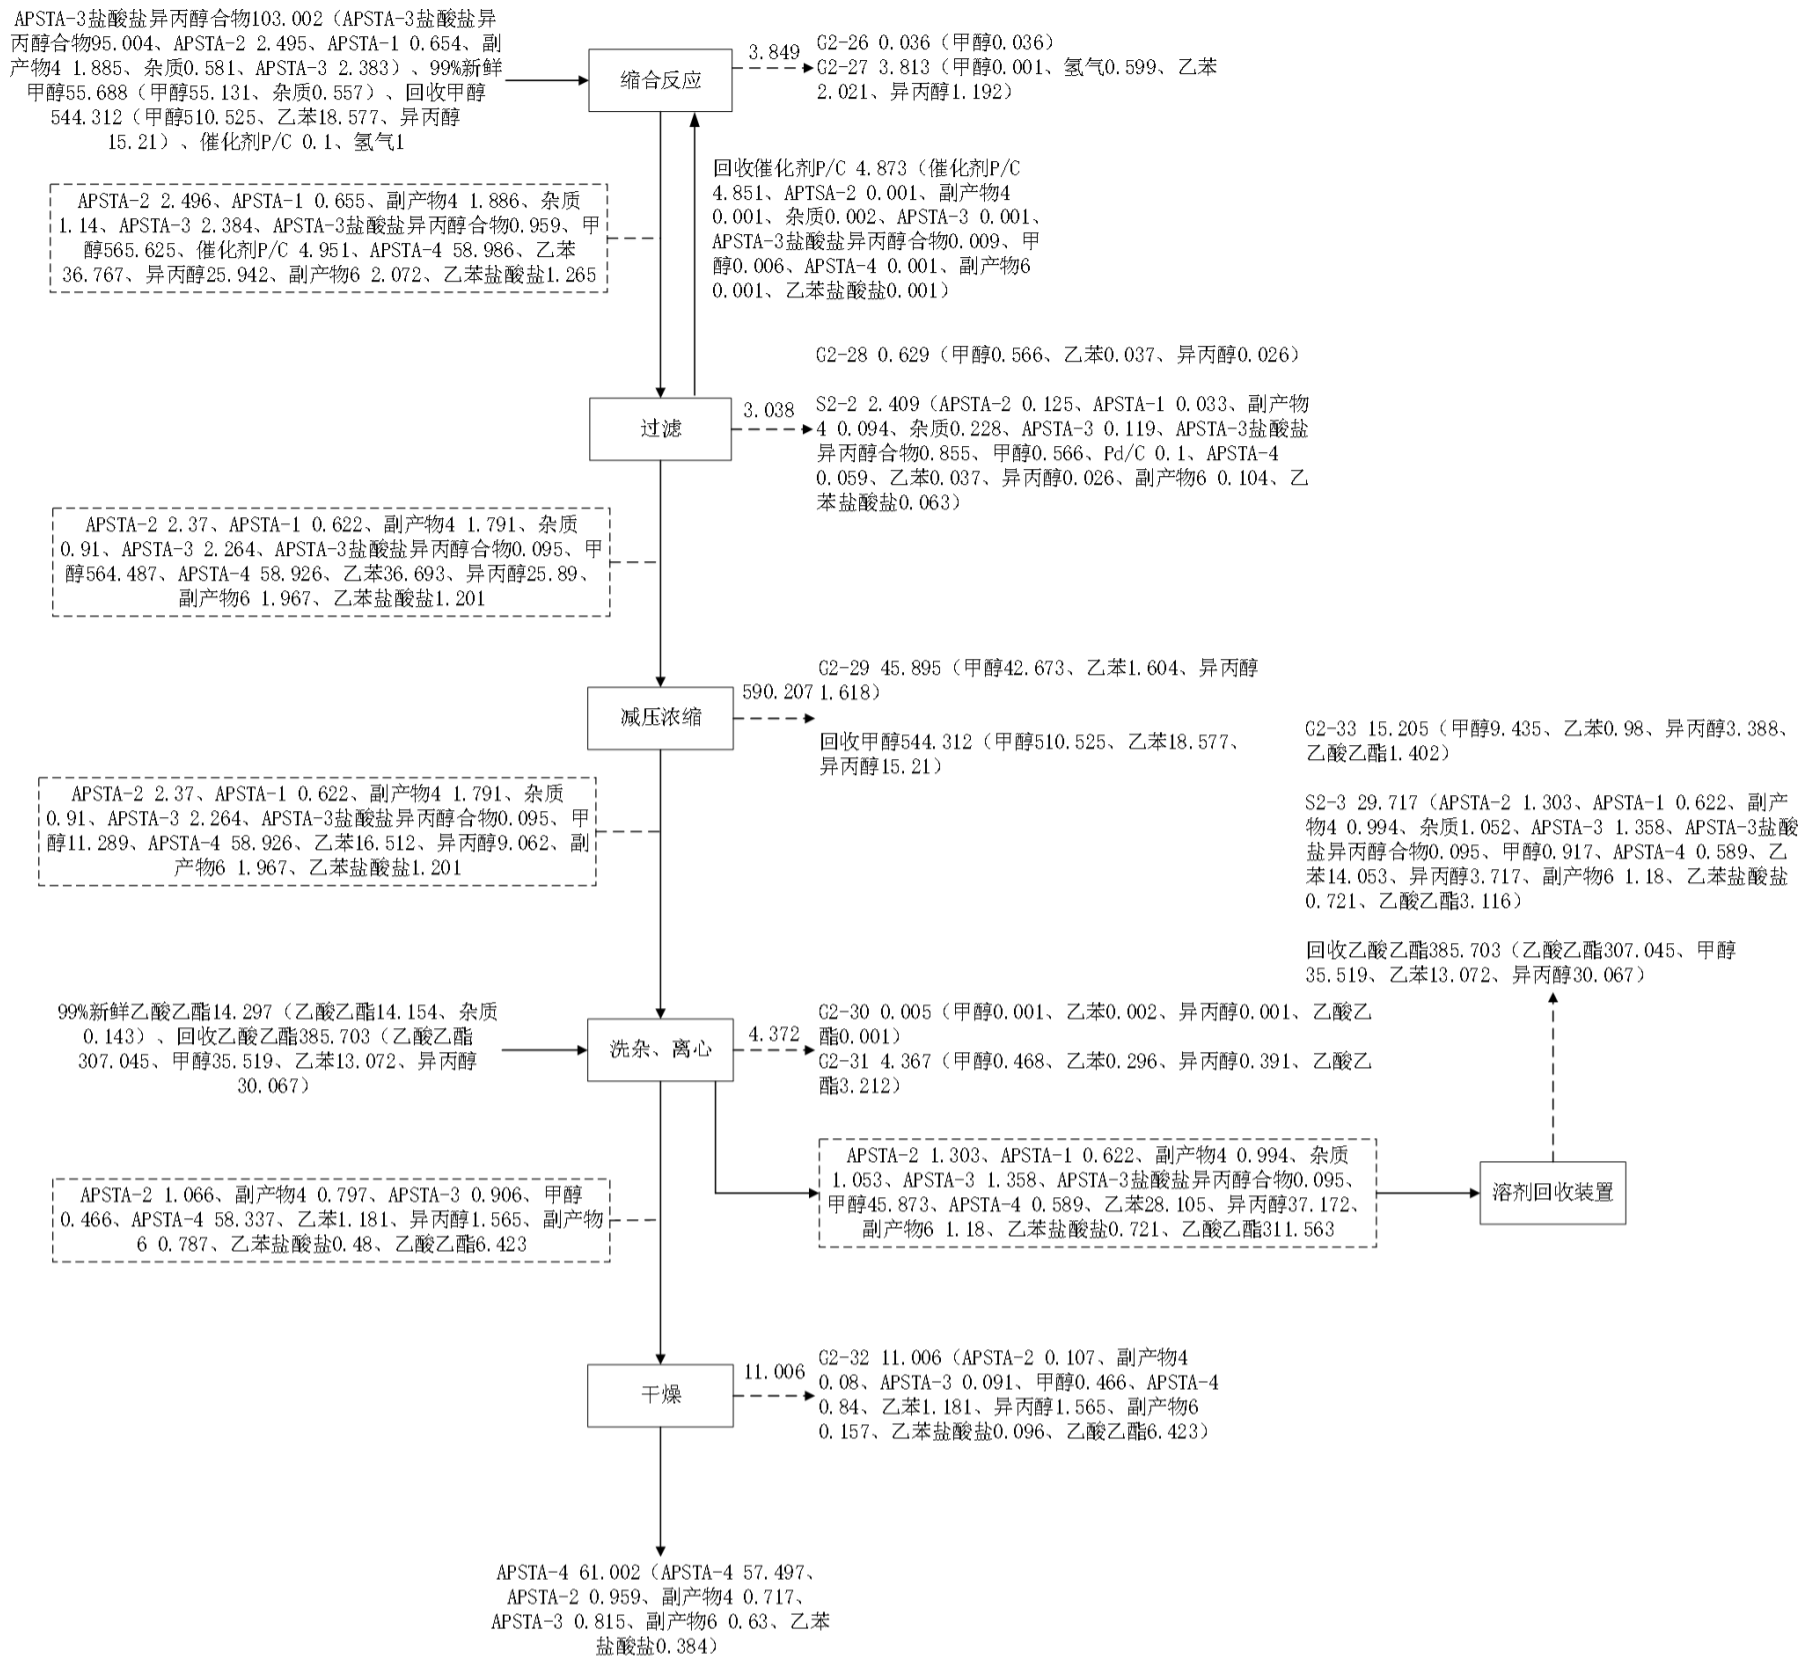 APSTA-3盐酸盐异丙醇合物103.002（APSTA-3盐酸盐异
丙醇合物95.004、APSTA-2 2.495、APSTA-1 0.654、副
产物4 1.885、杂质0.581、APSTA-3 2.383）、99%新鲜
甲醇55.688（甲醇55.131、杂质0.557）、回收甲醇
544.312（甲醇510.525、乙苯18.577、异丙醇
15.21）、催化剂P/C 0.1、氢气1
缩合反应
3.849
G2-26 0.036（甲醇0.036）
G2-27 3.813（甲醇0.001、氢气0.599、乙苯
2.021、异丙醇1.192）
APSTA-2 2.496、APSTA-1 0.655、副产物4 1.886、杂质
1.14、APSTA-3 2.384、APSTA-3盐酸盐异丙醇合物0.959、甲
醇565.625、催化剂P/C 4.951、APSTA-4 58.986、乙苯
36.767、异丙醇25.942、副产物6 2.072、乙苯盐酸盐1.265
回收催化剂P/C 4.873（催化剂P/C
4.851、APTSA-2 0.001、副产物4
0.001、杂质0.002、APSTA-3 0.001、
APSTA-3盐酸盐异丙醇合物0.009、甲
醇0.006、APSTA-4 0.001、副产物6
0.001、乙苯盐酸盐0.001）
过滤
3.038
G2-28 0.629（甲醇0.566、乙苯0.037、异丙醇0.026）
S2-2 2.409（APSTA-2 0.125、APSTA-1 0.033、副产物
4 0.094、杂质0.228、APSTA-3 0.119、APSTA-3盐酸盐
异丙醇合物0.855、甲醇0.566、Pd/C 0.1、APSTA-4
0.059、乙苯0.037、异丙醇0.026、副产物6 0.104、乙
苯盐酸盐0.063）
APSTA-2 2.37、APSTA-1 0.622、副产物4 1.791、杂质
0.91、APSTA-3 2.264、APSTA-3盐酸盐异丙醇合物0.095、甲
醇564.487、APSTA-4 58.926、乙苯36.693、异丙醇25.89、
副产物6 1.967、乙苯盐酸盐1.201
减压浓缩
590.207
G2-29 45.895（甲醇42.673、乙苯1.604、异丙醇
1.618）
回收甲醇544.312（甲醇510.525、乙苯18.577、
异丙醇15.21）
APSTA-2 2.37、APSTA-1 0.622、副产物4 1.791、杂质
0.91、APSTA-3 2.264、APSTA-3盐酸盐异丙醇合物0.095、甲
醇11.289、APSTA-4 58.926、乙苯16.512、异丙醇9.062、副
产物6 1.967、乙苯盐酸盐1.201
G2-33 15.205（甲醇9.435、乙苯0.98、异丙醇3.388、
乙酸乙酯1.402）
S2-3 29.717（APSTA-2 1.303、APSTA-1 0.622、副产
物4 0.994、杂质1.052、APSTA-3 1.358、APSTA-3盐酸
盐异丙醇合物0.095、甲醇0.917、APSTA-4 0.589、乙
苯14.053、异丙醇3.717、副产物6 1.18、乙苯盐酸盐
0.721、乙酸乙酯3.116）
回收乙酸乙酯385.703（乙酸乙酯307.045、甲醇
35.519、乙苯13.072、异丙醇30.067）
99%新鲜乙酸乙酯14.297（乙酸乙酯14.154、杂质
0.143）、回收乙酸乙酯385.703（乙酸乙酯
307.045、甲醇35.519、乙苯13.072、异丙醇
30.067）
洗杂、离心
4.372
G2-30 0.005（甲醇0.001、乙苯0.002、异丙醇0.001、乙酸乙
酯0.001）
G2-31 4.367（甲醇0.468、乙苯0.296、异丙醇0.391、乙酸乙
酯3.212）
APSTA-2 1.303、APSTA-1 0.622、副产物4 0.994、杂质
1.053、APSTA-3 1.358、APSTA-3盐酸盐异丙醇合物0.095、
甲醇45.873、APSTA-4 0.589、乙苯28.105、异丙醇37.172、
副产物6 1.18、乙苯盐酸盐0.721、乙酸乙酯311.563
溶剂回收装置
APSTA-2 1.066、副产物4 0.797、APSTA-3 0.906、甲醇
0.466、APSTA-4 58.337、乙苯1.181、异丙醇1.565、副产物
6 0.787、乙苯盐酸盐0.48、乙酸乙酯6.423
干燥
11.006
G2-32 11.006（APSTA-2 0.107、副产物4
0.08、APSTA-3 0.091、甲醇0.466、APSTA-4
0.84、乙苯1.181、异丙醇1.565、副产物6
0.157、乙苯盐酸盐0.096、乙酸乙酯6.423）
APSTA-4 61.002（APSTA-4 57.497、
APSTA-2 0.959、副产物4 0.717、
APSTA-3 0.815、副产物6 0.63、乙苯
盐酸盐0.384）